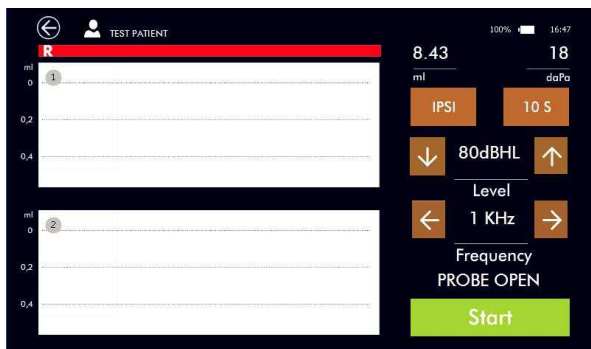 TEST PATIENT
100% 16:47
R
8.43 18
ml daPa
ml
0
1
0,2
0,4
IPSI 10 S
80dBHL
Level
1 KHz
Frequency
PROBE OPEN
Start
ml
0
2
0,2
0,4